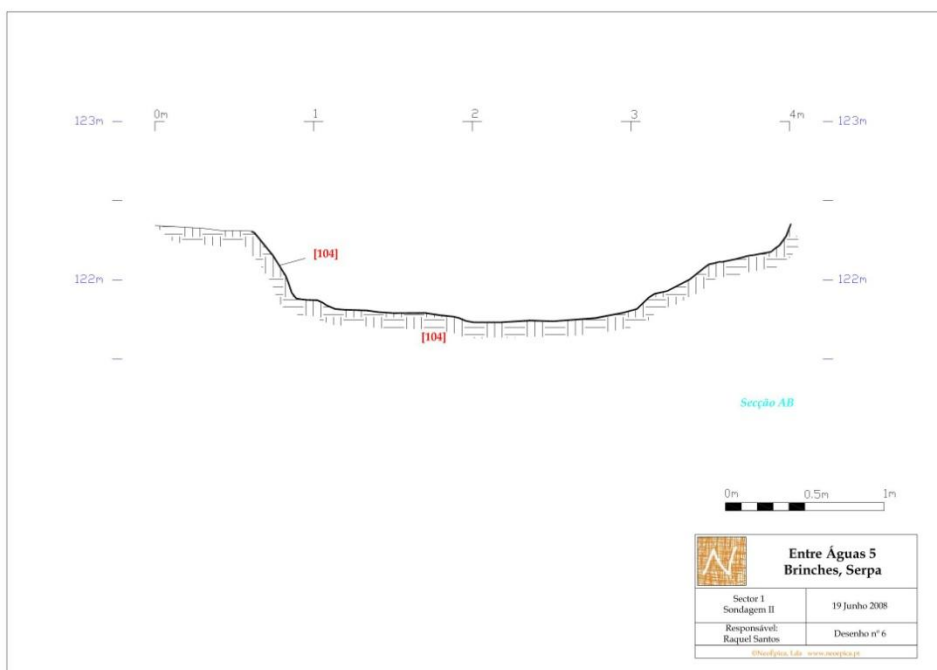 0m 1 2 3 4m
123m 123m
[104]
122m 122m
[104]
Secção AB
0m 0.5m 1m
N
Entre Águas 5
Brinches, Serpa
Sector 1
Sondagem II
19 Junho 2008
Responsável:
Raquel Santos
Desenho nº 6
©NeoÉpica, Lda www.neoepica.pt